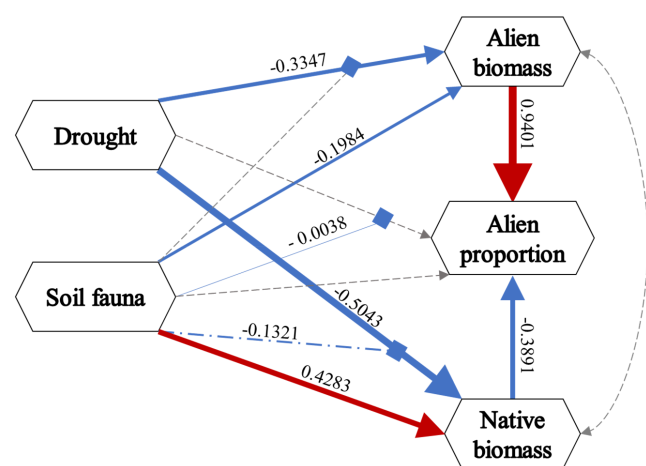 Alien
biomass
-0.3347
Drought
-0.1984
0.9401
- 0.0038
Alien
proportion
Soil fauna
-0.5043
-0.1321
-0.3891
0.4283
Native
biomass